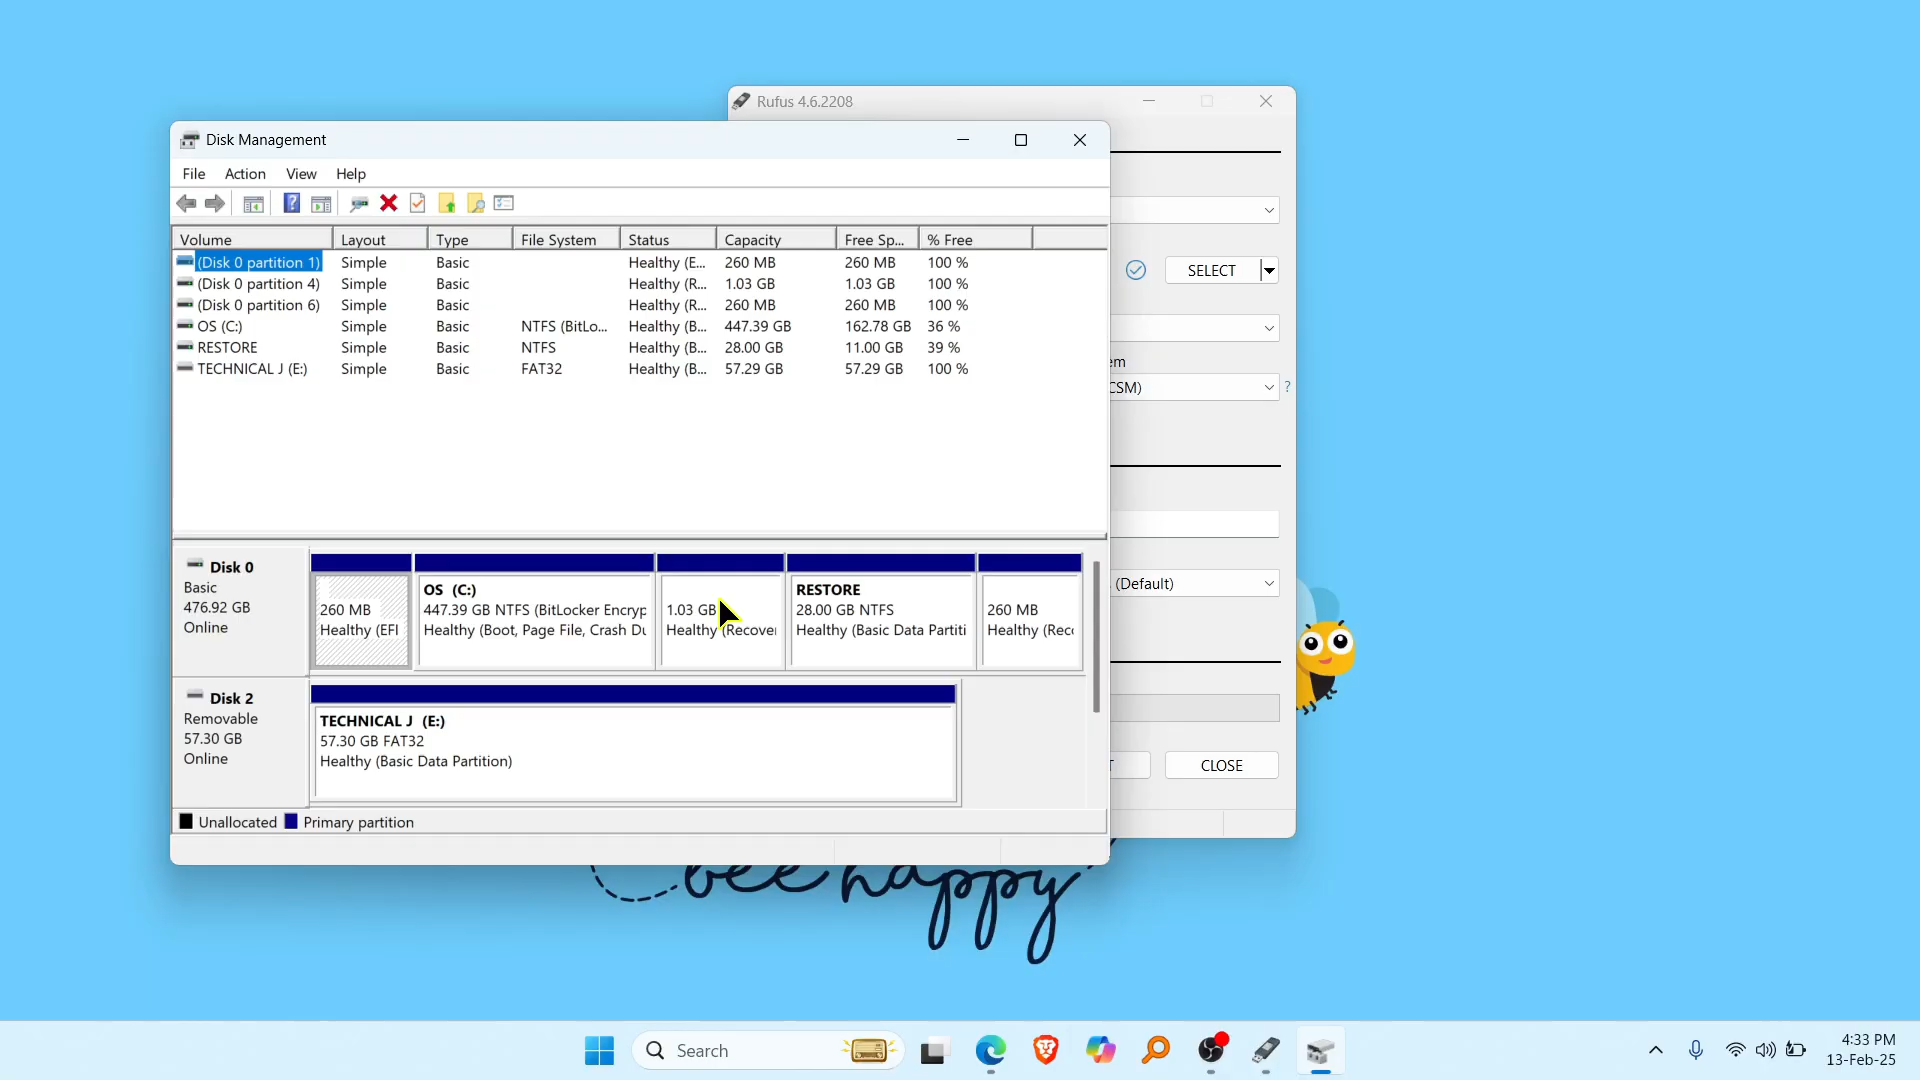 Rufus 4.6.2208
Disk Management
File Action View Help
Volume Layout Type File System Status Capacity Free Sp... % Free
(Disk 0 partition 1) Simple Basic Healthy (E... 260 MB 260 MB 100 %
(Disk 0 partition 4) Simple Basic Healthy (R... 1.03 GB 1.03 GB 100 %
(Disk 0 partition 6) Simple Basic Healthy (R... 260 MB 260 MB 100 %
OS (C:) Simple Basic NTFS (BitLo... Healthy (B... 447.39 GB 162.78 GB 36 %
RESTORE Simple Basic NTFS Healthy (B... 28.00 GB 11.00 GB 39 %
TECHNICAL J (E:) Simple Basic FAT32 Healthy (B... 57.29 GB 57.29 GB 100 %
SELECT
em
CSM) ?
(Default)
T CLOSE
Disk 0
Basic
476.92 GB
Online
260 MB
Healthy (EFI
OS (C:)
447.39 GB NTFS (BitLocker Encryp
Healthy (Boot, Page File, Crash Du
1.03 GB
Healthy (Recover
RESTORE
28.00 GB NTFS
Healthy (Basic Data Partiti
260 MB
Healthy (Reco
Disk 2
Removable
57.30 GB
Online
TECHNICAL J (E:)
57.30 GB FAT32
Healthy (Basic Data Partition)
Unallocated Primary partition
bee happy
Search
4:33 PM
13-Feb-25